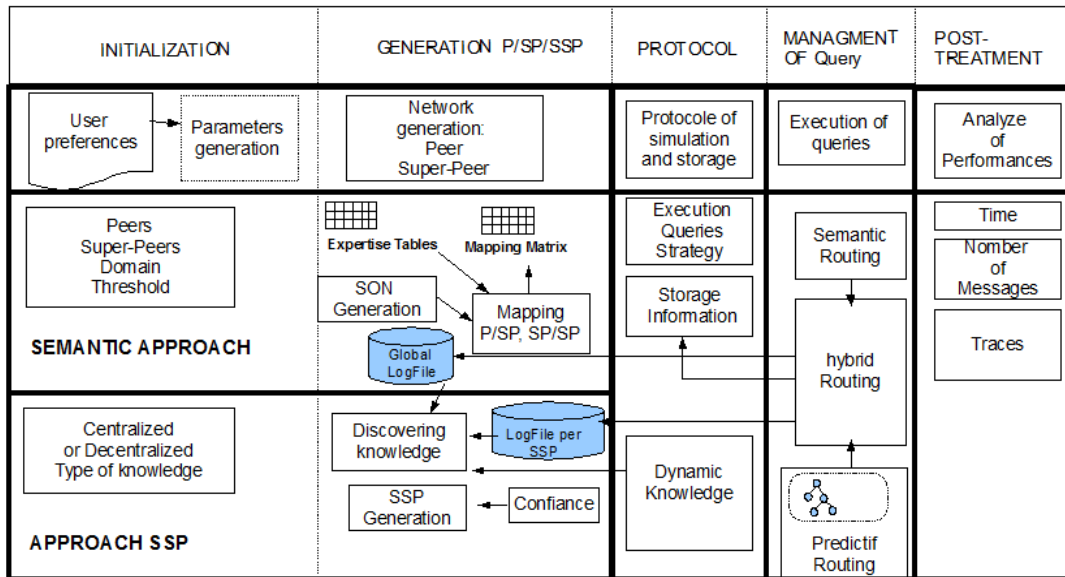 INITIALIZATION
GENERATION P/SP/SSP
PROTOCOL
MANAGMENT
OF Query
POST-
TREATMENT
User
preferences
Parameters
generation
Network
generation:
Peer
Super-Peer
Protocole of
simulation
and storage
Execution of
queries
Analyze
of
Performances
Peers
Super-Peers
Domain
Threshold
SEMANTIC APPROACH
Expertise Tables
Mapping Matrix
SON
Generation
Mapping
P/SP, SP/SP
Global
LogFile
Execution
Queries
Strategy
Storage
Information
Semantic
Routing
hybrid
Routing
Time
Nomber
of
Messages
Traces
Centralized
or Decentralized
Type of knowledge
APPROACH SSP
Discovering
knowledge
LogFile per
SSP
SSP
Generation
Confiance
Dynamic
Knowledge
Predictif
Routing